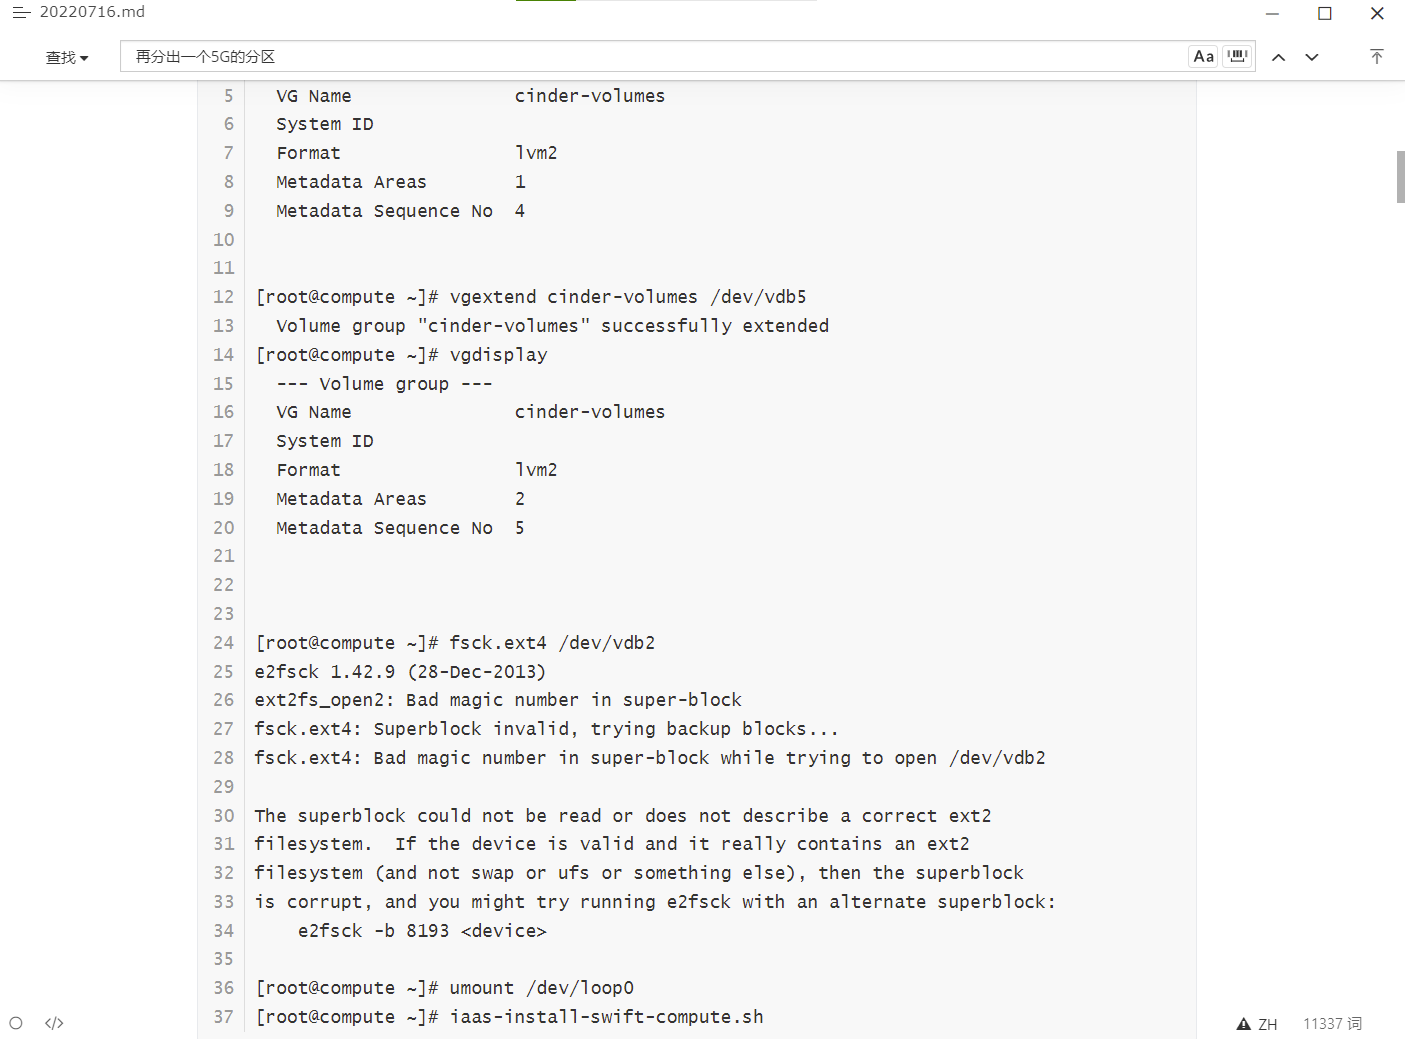 20220716.md
查找
再分出一个5G的分区
Aa
5 VG Name cinder-volumes
6 System ID
7 Format lvm2
8 Metadata Areas 1
9 Metadata Sequence No 4
10
11
12 [root@compute ~]# vgextend cinder-volumes /dev/vdb5
13 Volume group "cinder-volumes" successfully extended
14 [root@compute ~]# vgdisplay
15 --- Volume group ---
16 VG Name cinder-volumes
17 System ID
18 Format lvm2
19 Metadata Areas 2
20 Metadata Sequence No 5
21
22
23
24 [root@compute ~]# fsck.ext4 /dev/vdb2
25 e2fsck 1.42.9 (28-Dec-2013)
26 ext2fs_open2: Bad magic number in super-block
27 fsck.ext4: Superblock invalid, trying backup blocks...
28 fsck.ext4: Bad magic number in super-block while trying to open /dev/vdb2
29
30 The superblock could not be read or does not describe a correct ext2
31 filesystem.  If the device is valid and it really contains an ext2
32 filesystem (and not swap or ufs or something else), then the superblock
33 is corrupt, and you might try running e2fsck with an alternate superblock:
34 e2fsck -b 8193 <device>
35
36 [root@compute ~]# umount /dev/loop0
37 [root@compute ~]# iaas-install-swift-compute.sh
</> ZH 11337 词